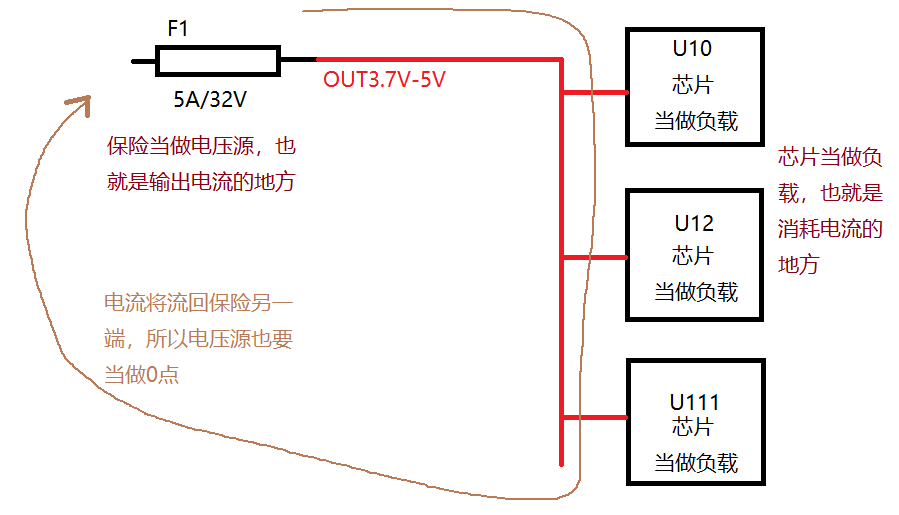 F1
5A/32V
OUT3.7V-5V
保险当做电压源，也
就是输出电流的地方
电流将流回保险另一
端，所以电压源也要
当做0点
U10
芯片
当做负载
U12
芯片
当做负载
U111
芯片
当做负载
芯片当做负
载，也就是
消耗电流的
地方